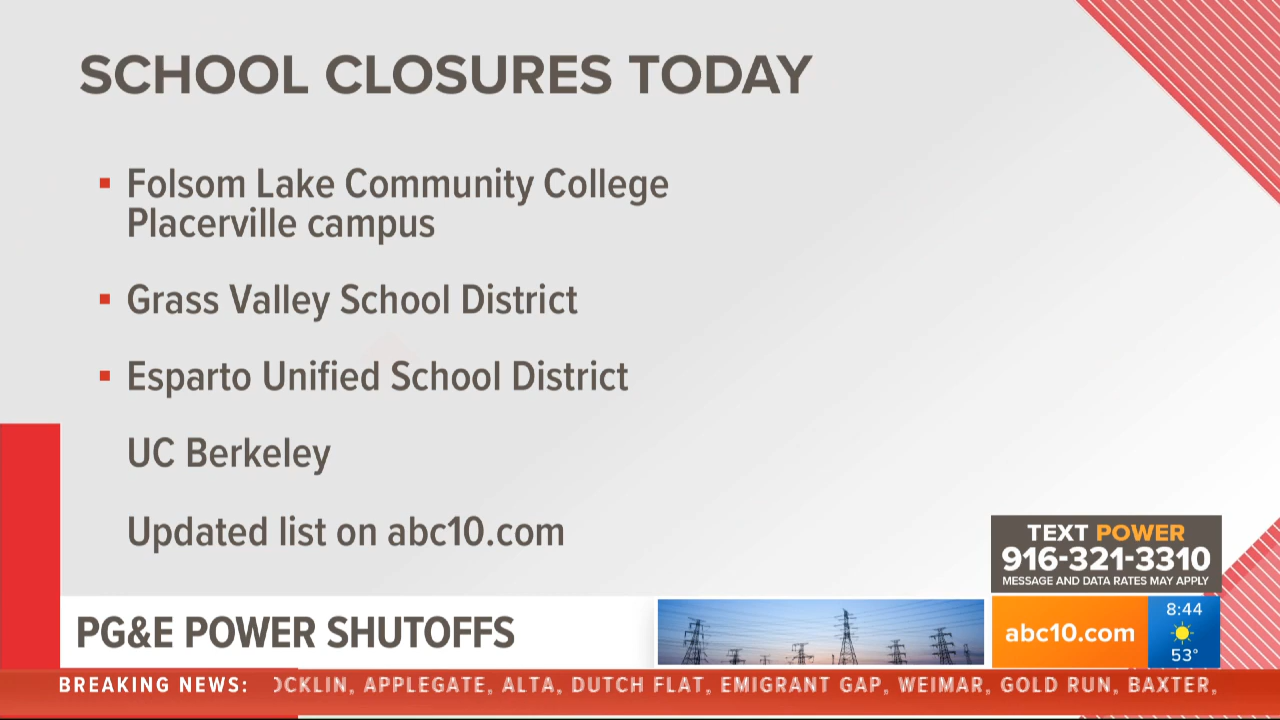 SCHOOL CLOSURES TODAY
Folsom Lake Community College
Placerville campus
Grass Valley School District
Esparto Unified School District
UC Berkeley
Updated list on abc10.com
TEXT POWER
916-321-3310
MESSAGE AND DATA RATES MAY APPLY
PG&E POWER SHUTOFFS
abc10.com
8:44
53°
BREAKING NEWS: OCKLIN, APPLEGATE, ALTA, DUTCH FLAT, EMIGRANT GAP, WEIMAR, GOLD RUN, BAXTER,